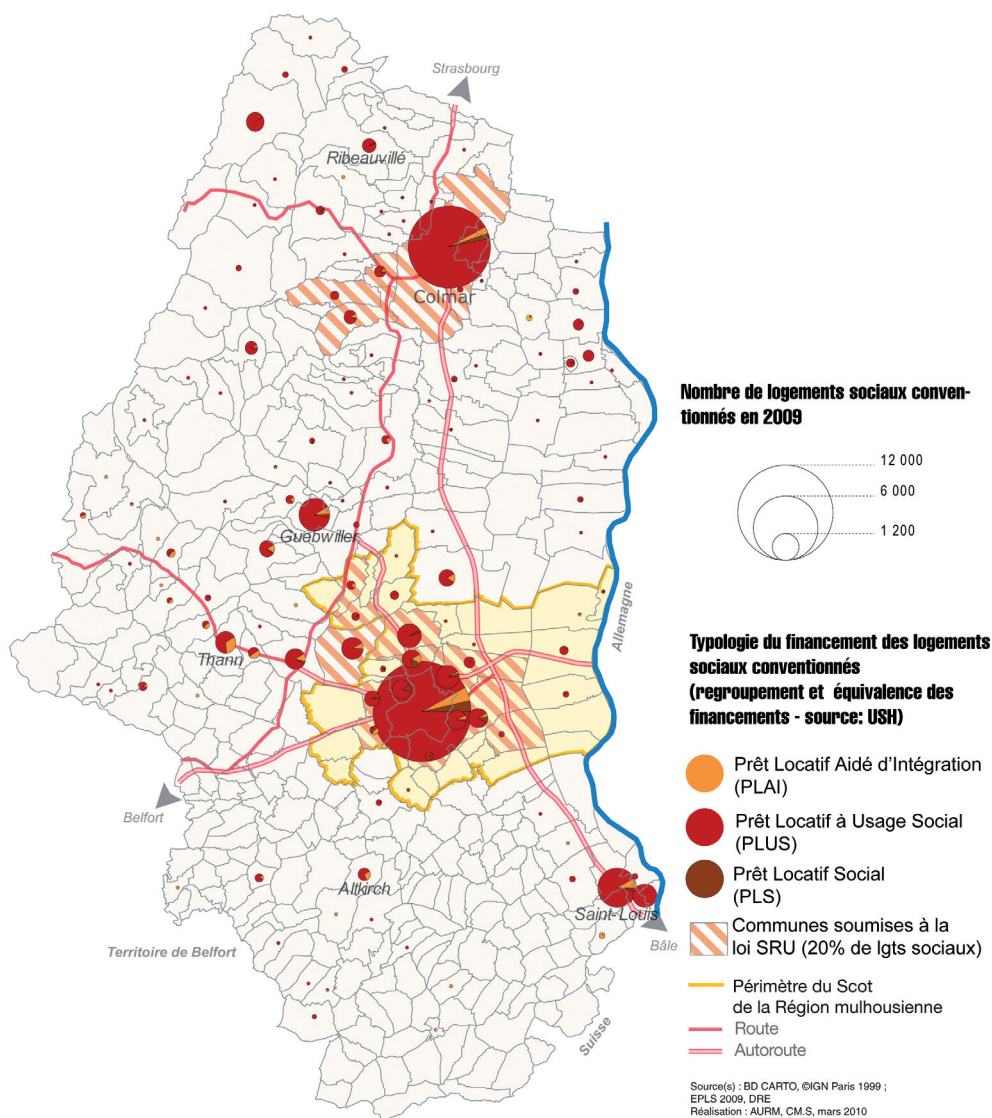 Strasbourg
Ribeauvillé
Colmar
Guebwiller
Thann
Allemagne
Belfort
Altkirch
Saint-Louis
Bâle
Territoire de Belfort
Suisse
Nombre de logements sociaux conven-
tionnés en 2009
12 000
6 000
1 200
Typologie du financement des logements
sociaux conventionnés
(regroupement et équivalence des
financements - source: USH)
Prêt Locatif Aidé d'Intégration
(PLAI)
Prêt Locatif à Usage Social
(PLUS)
Prêt Locatif Social
(PLS)
Communes soumises à la
loi SRU (20% de lgts sociaux)
Périmètre du Scot
de la Région mulhousienne
Route
Autoroute
Source(s) : BD CARTO, ©IGN Paris 1999 ;
EPLS 2009, DRE
Réalisation : AURM, CM.S, mars 2010